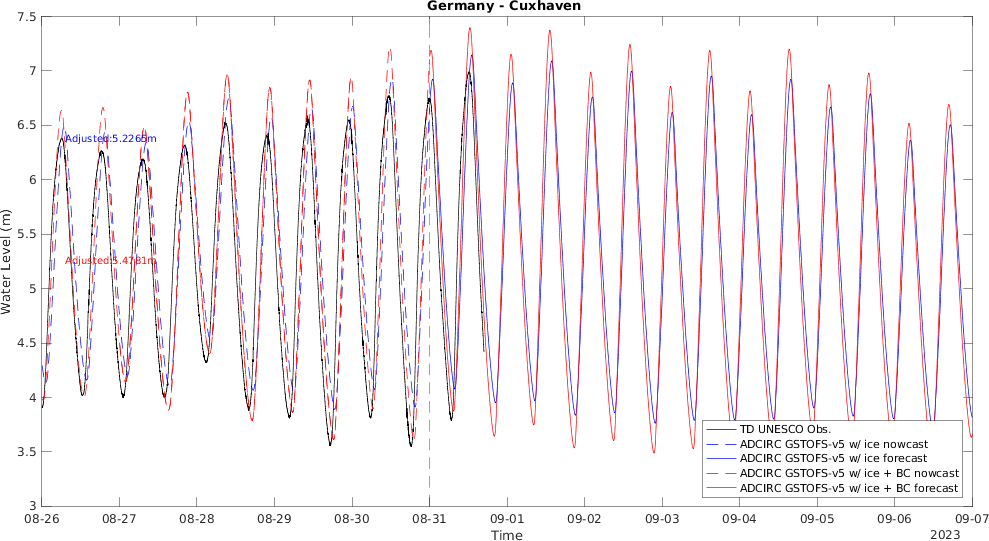 Germany - Cuxhaven
7.5
7
6.5
6
5.5
5
4.5
4
3.5
3
Water Level (m)
Adjusted:5.2265m
Adjusted:5.4781m
TD UNESCO Obs.
ADCIRC GSTOFS-v5 w/ ice nowcast
ADCIRC GSTOFS-v5 w/ ice forecast
ADCIRC GSTOFS-v5 w/ ice + BC nowcast
ADCIRC GSTOFS-v5 w/ ice + BC forecast
08-26 08-27 08-28 08-29 08-30 08-31 09-01 09-02 09-03 09-04 09-05 09-06 09-07
Time
2023